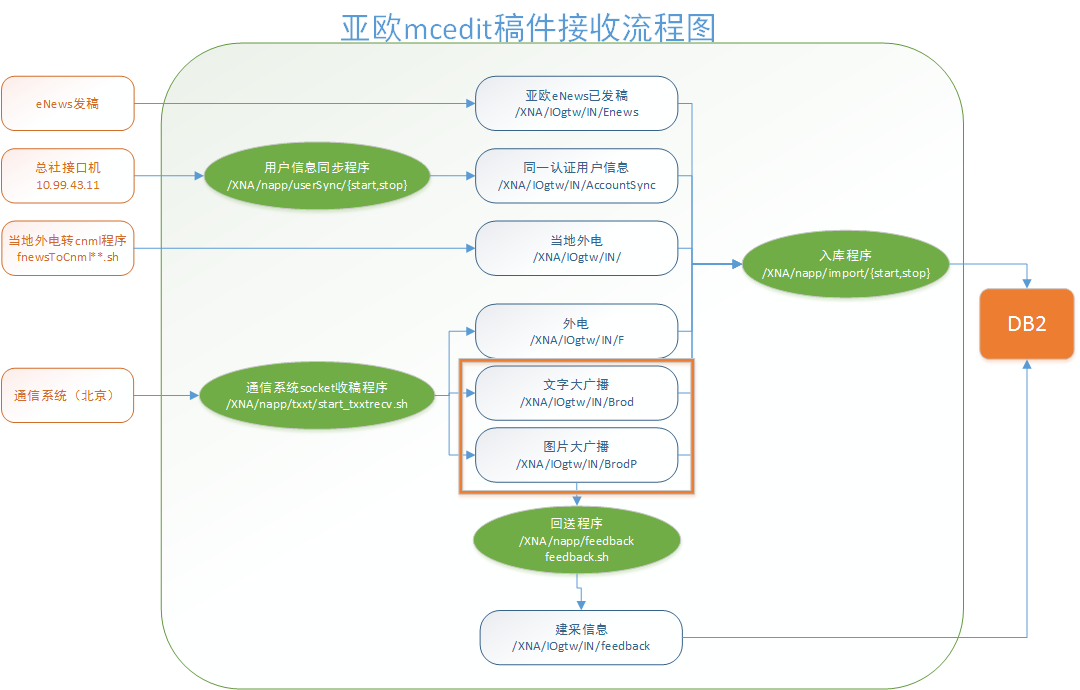 亚欧mcedit稿件接收流程图
eNews发稿
亚欧eNews已发稿
/XNA/IOgtw/IN/Enews
总社接口机
10.99.43.11
用户信息同步程序
/XNA/napp/userSync/{start,stop}
同一认证用户信息
/XNA/IOgtw/IN/AccountSync
当地外电转cnml程序
fnewsToCnml**.sh
当地外电
/XNA/IOgtw/IN/
入库程序
/XNA/napp/import/{start,stop}
DB2
外电
/XNA/IOgtw/IN/F
通信系统（北京）
通信系统socket收稿程序
/XNA/napp/txxt/start_txxtrecv.sh
文字大广播
/XNA/IOgtw/IN/Brod
图片大广播
/XNA/IOgtw/IN/BrodP
回送程序
/XNA/napp/feedback
feedback.sh
建采信息
/XNA/IOgtw/IN/feedback